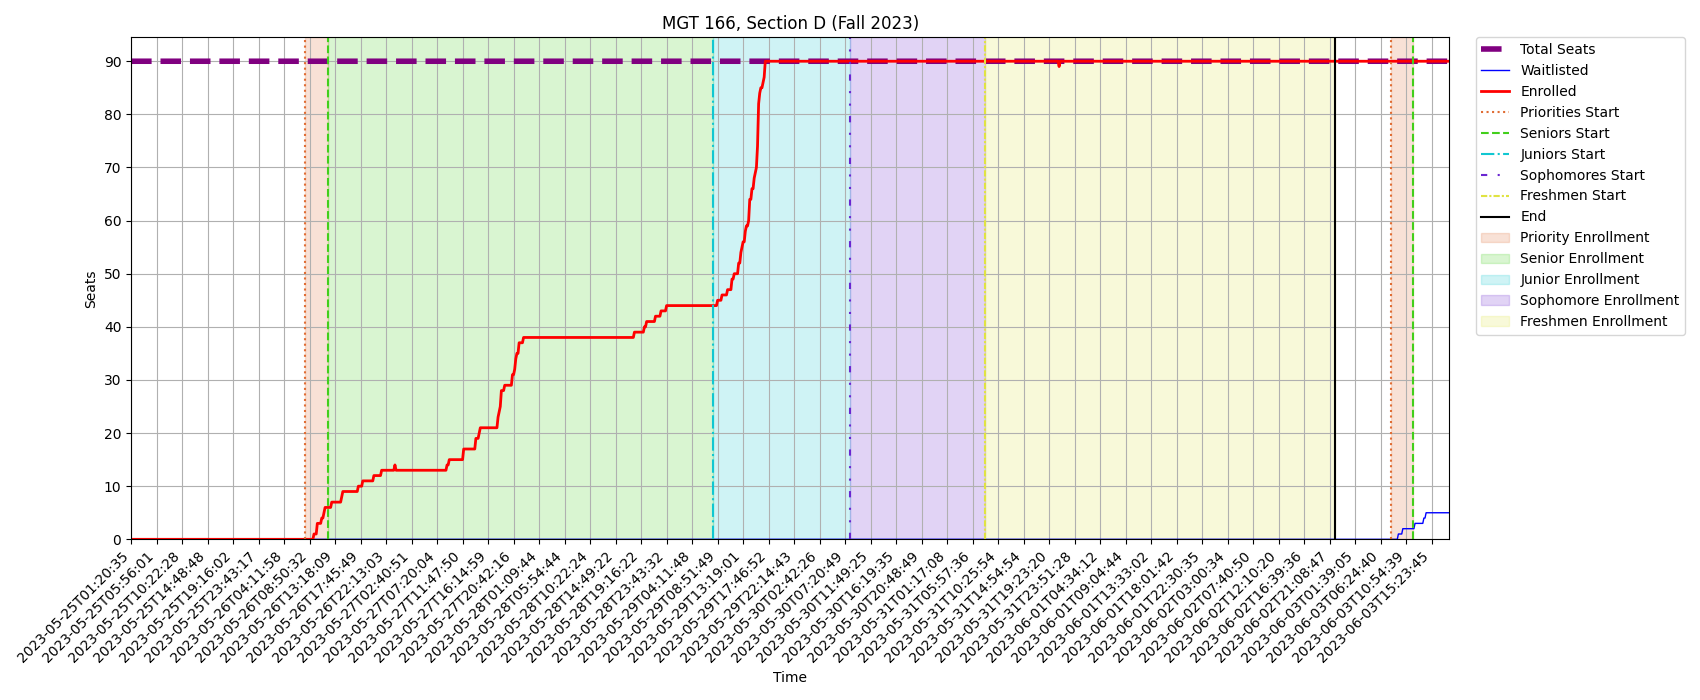 MGT 166, Section D (Fall 2023)
Seats
90
80
70
60
50
40
30
20
10
0
2023-05-25T01:20:35
2023-05-25T05:56:01
2023-05-25T10:22:28
2023-05-25T14:48:48
2023-05-25T19:16:02
2023-05-25T23:43:17
2023-05-26T04:11:58
2023-05-26T08:50:32
2023-05-26T13:18:09
2023-05-26T17:45:49
2023-05-26T22:13:03
2023-05-27T02:40:51
2023-05-27T07:20:04
2023-05-27T11:47:50
2023-05-27T16:14:59
2023-05-27T20:42:16
2023-05-28T01:09:44
2023-05-28T05:54:44
2023-05-28T10:22:24
2023-05-28T14:49:22
2023-05-28T19:16:22
2023-05-28T23:43:32
2023-05-29T04:11:48
2023-05-29T08:51:49
2023-05-29T13:19:01
2023-05-29T17:46:52
2023-05-29T22:14:43
2023-05-30T02:42:26
2023-05-30T07:20:49
2023-05-30T11:49:25
2023-05-30T16:19:35
2023-05-30T20:48:49
2023-05-31T01:17:08
2023-05-31T05:57:36
2023-05-31T10:25:54
2023-05-31T14:54:54
2023-05-31T19:23:20
2023-05-31T23:51:28
2023-06-01T04:34:12
2023-06-01T09:04:44
2023-06-01T13:33:02
2023-06-01T18:01:42
2023-06-01T22:30:35
2023-06-02T03:00:34
2023-06-02T07:40:50
2023-06-02T12:10:20
2023-06-02T16:39:36
2023-06-02T21:08:47
2023-06-03T01:39:05
2023-06-03T06:24:40
2023-06-03T10:54:39
2023-06-03T15:23:45
Time
Total Seats
Waitlisted
Enrolled
Priorities Start
Seniors Start
Juniors Start
Sophomores Start
Freshmen Start
End
Priority Enrollment
Senior Enrollment
Junior Enrollment
Sophomore Enrollment
Freshmen Enrollment